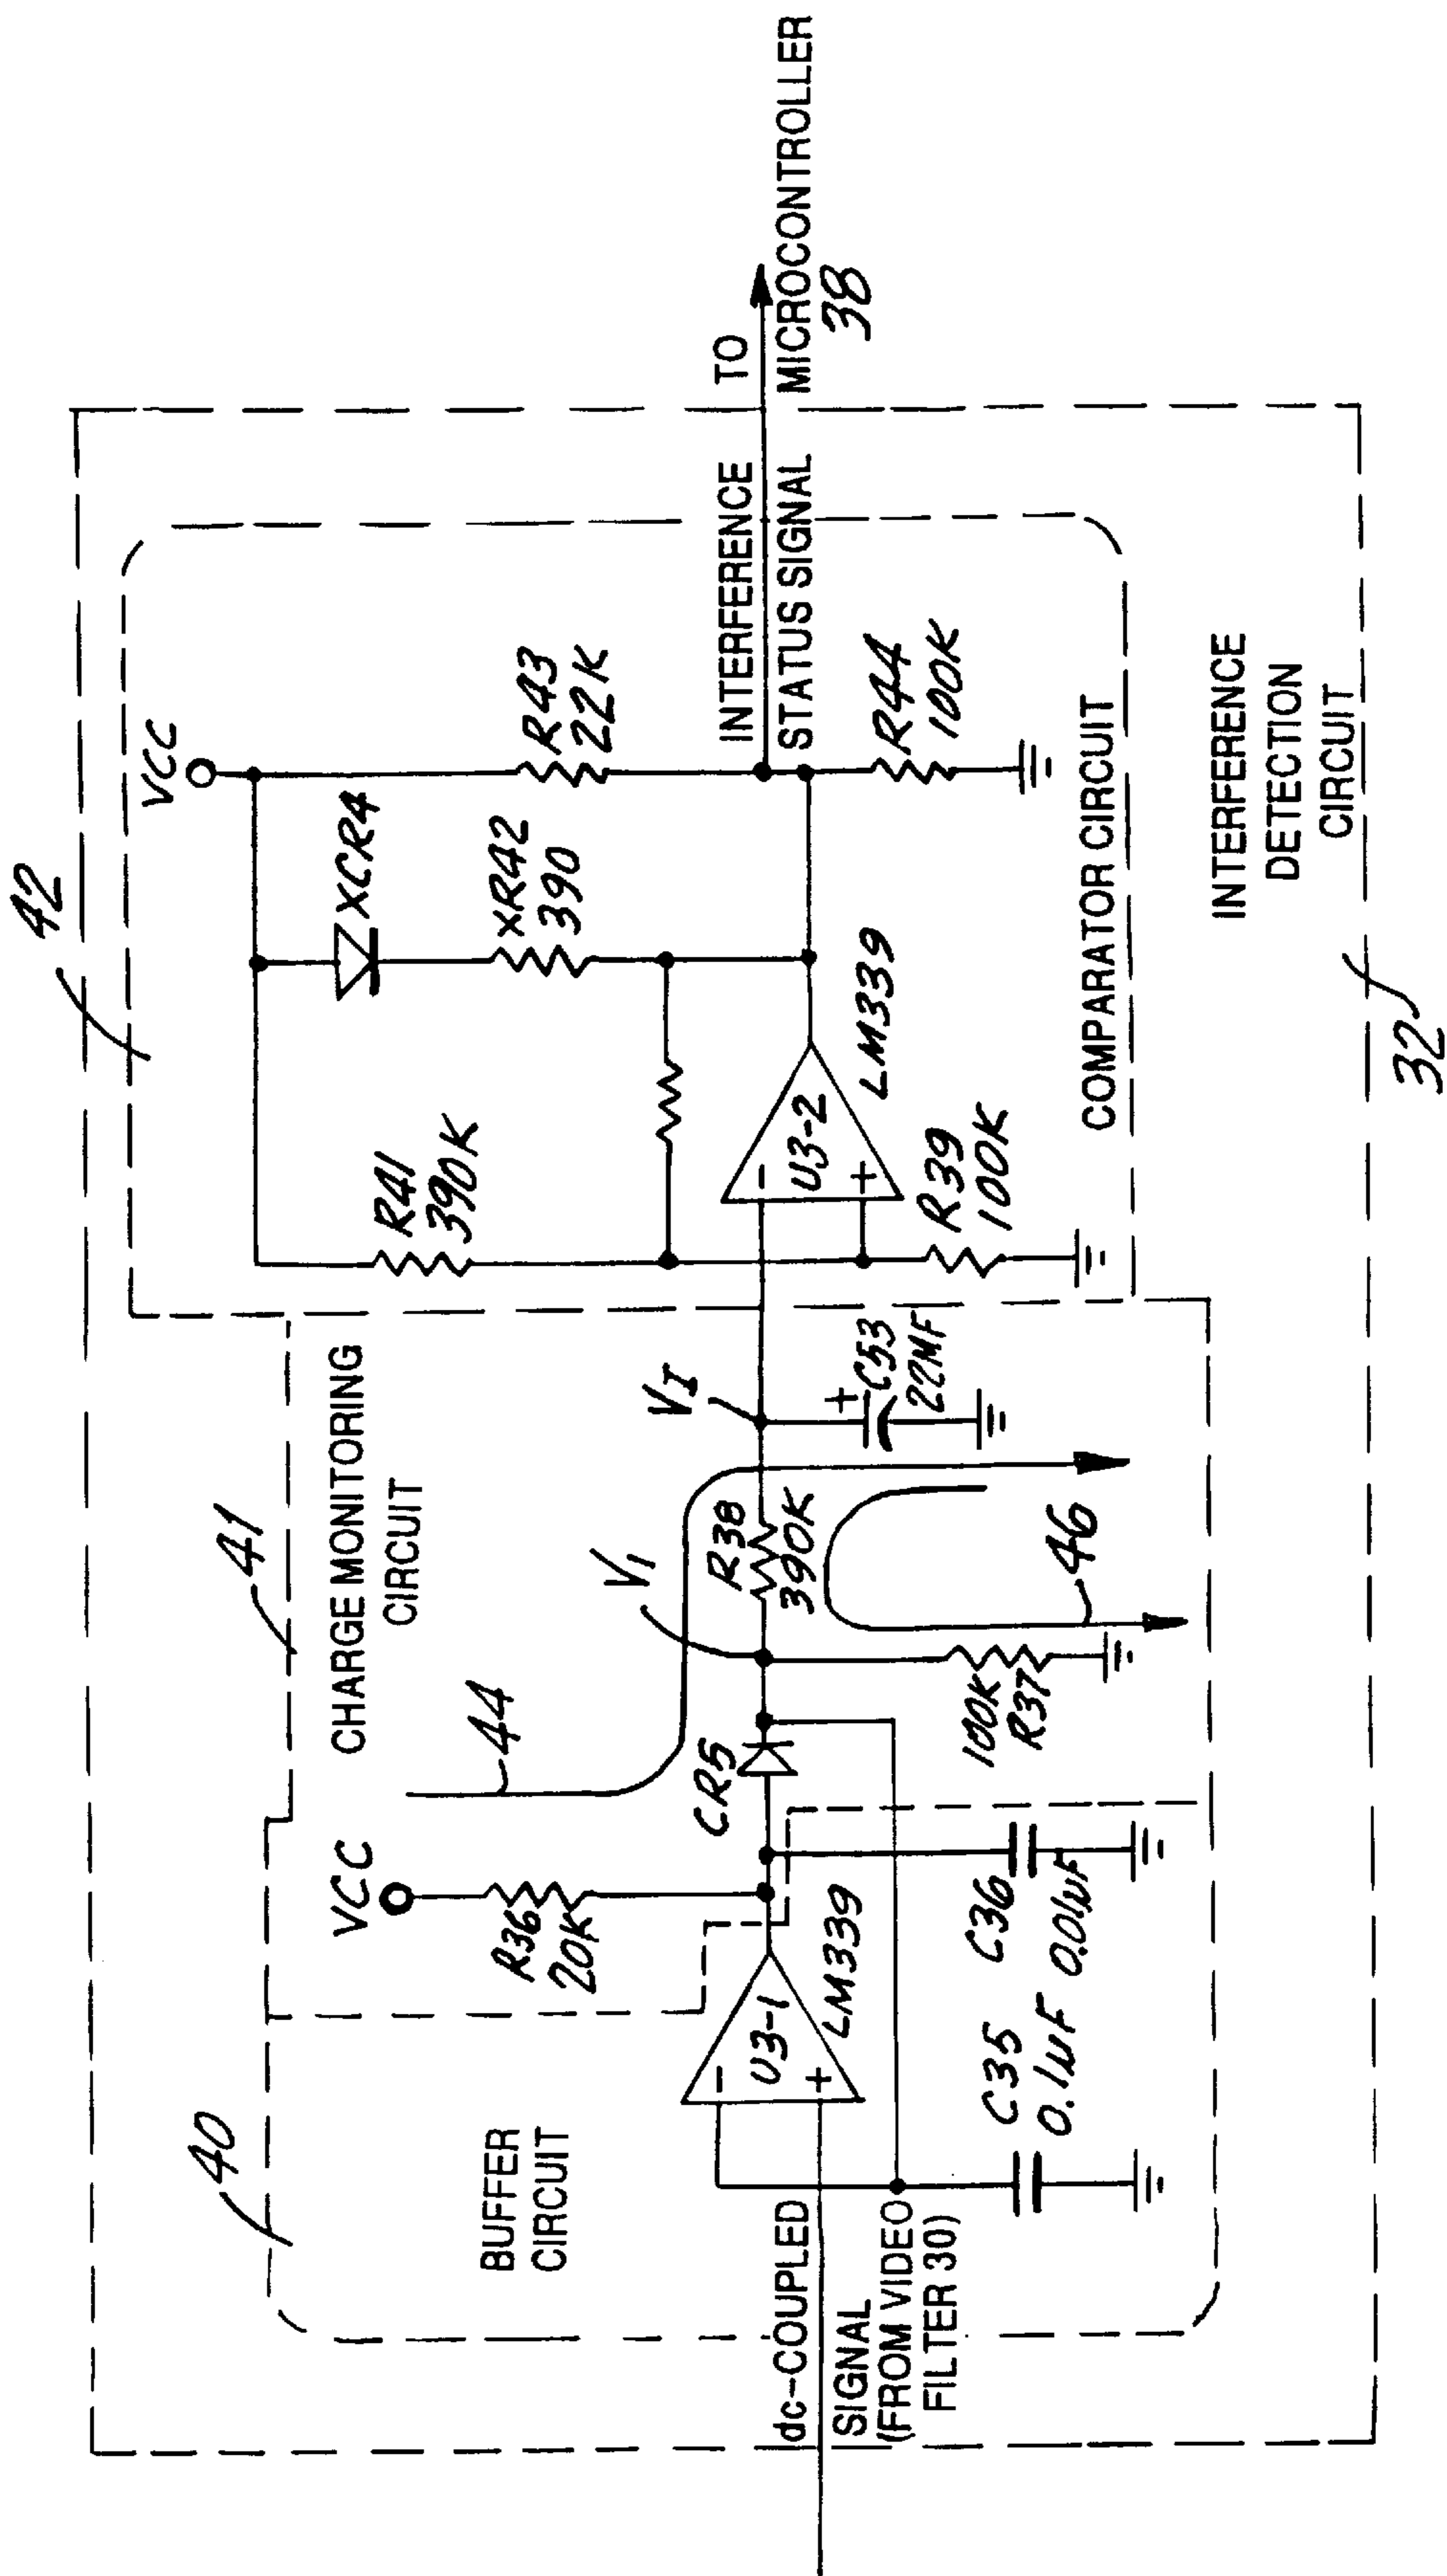 42
41
40
VCC
VCC
XCR4
R41
390K
XR42
390
R43
22K
CHARGE MONITORING
CIRCUIT
44
R36
20K
BUFFER
CIRCUIT
V1
VI
CR5
R38
390K
U3-1
-
+
LM339
U3-2
-
+
LM339
INTERFERENCE
STATUS SIGNAL
TO
MICROCONTROLLER
38
dc-COUPLED
SIGNAL
(FROM VIDEO
FILTER 30)
+
C53
22MF
R39
100K
R44
100K
C35
0.1uF
C36
0.01uF
100K
R37
46
COMPARATOR CIRCUIT
INTERFERENCE
DETECTION
CIRCUIT
32